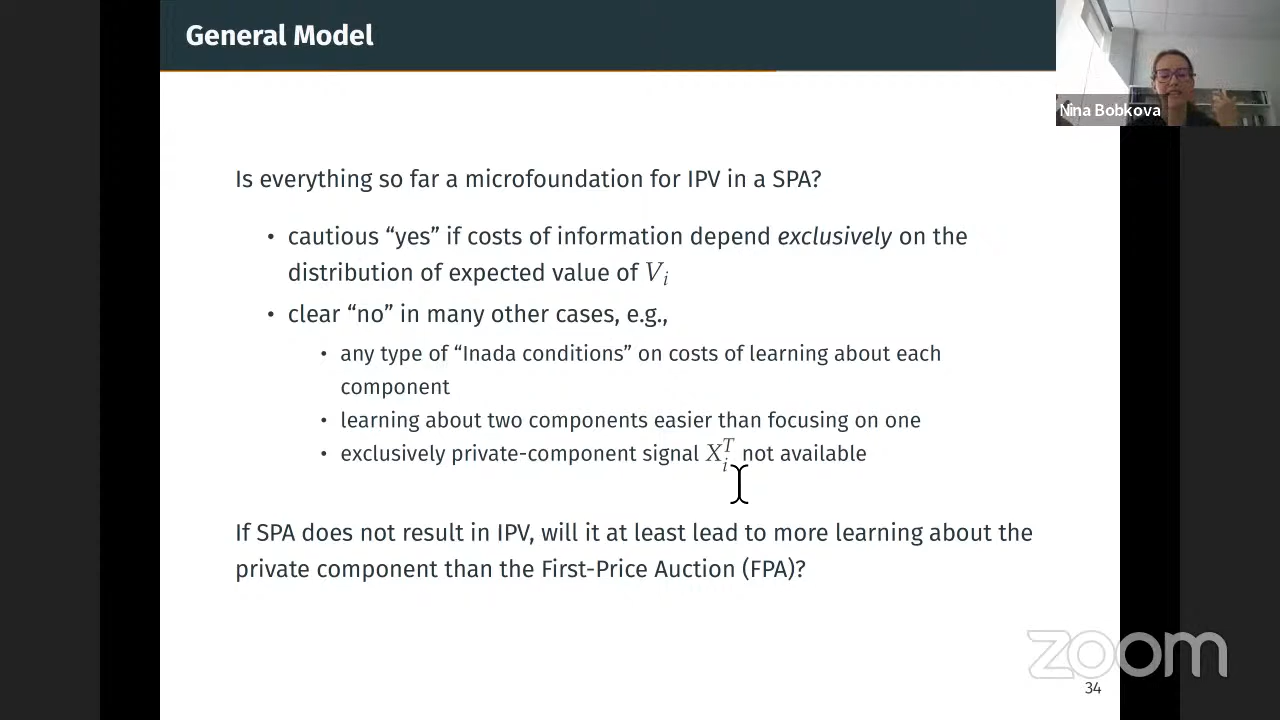 General Model
Nina Bobkova
Is everything so far a microfoundation for IPV in a SPA?
• cautious “yes” if costs of information depend exclusively on the
distribution of expected value of V_i
• clear “no” in many other cases, e.g.,
• any type of “Inada conditions” on costs of learning about each
component
• learning about two components easier than focusing on one
• exclusively private-component signal X_i^T not available
If SPA does not result in IPV, will it at least lead to more learning about the
private component than the First-Price Auction (FPA)?
zoom
34